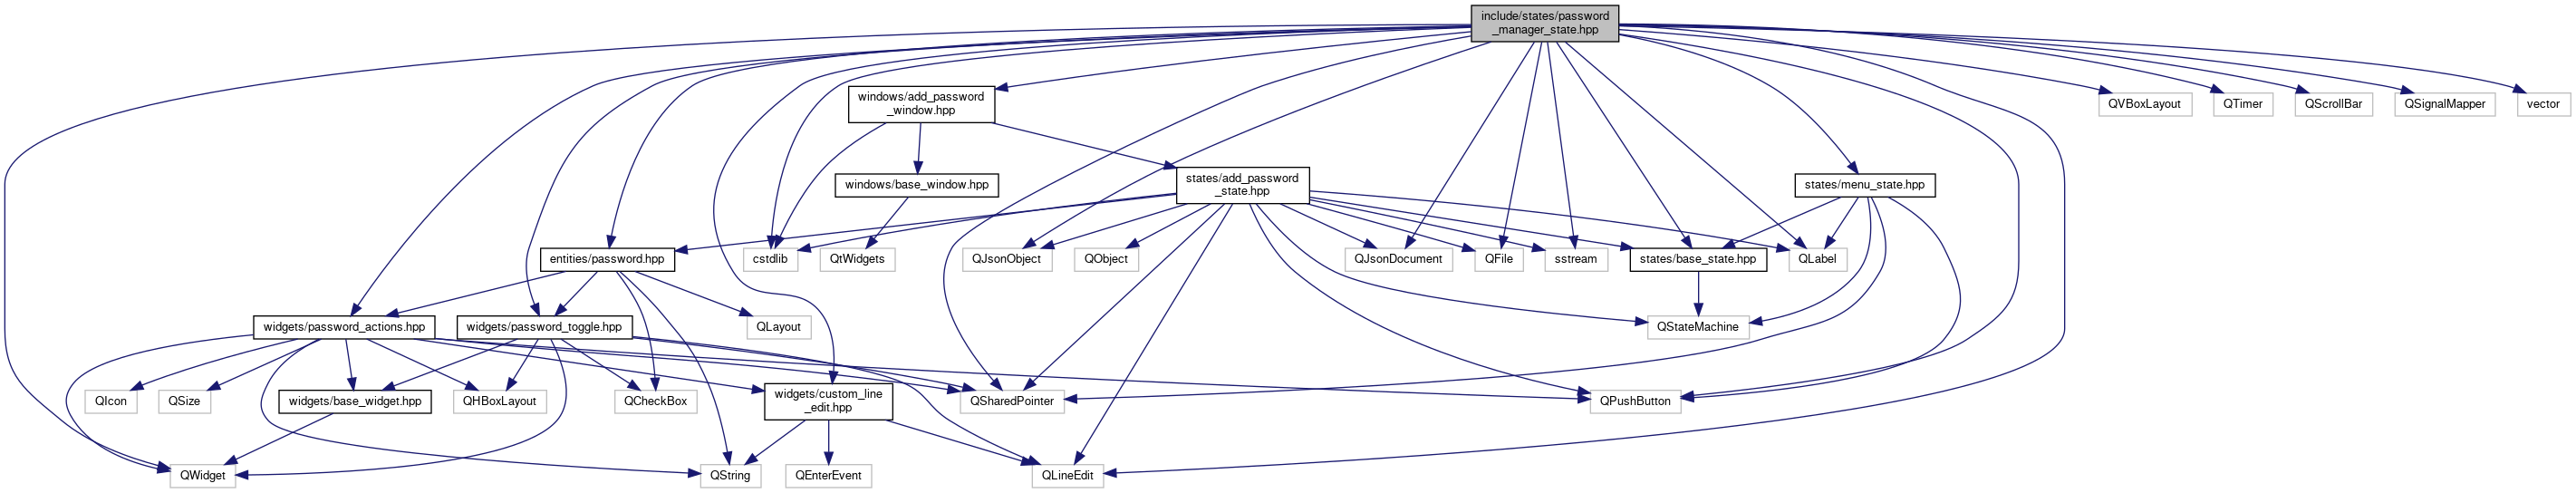 include/states/password
_manager_state.hpp
windows/add_password
_window.hpp
QVBoxLayout
QTimer
QScrollBar
QSignalMapper
vector
windows/base_window.hpp
states/add_password
_state.hpp
states/menu_state.hpp
entities/password.hpp
cstdlib
QtWidgets
QJsonObject
QObject
QJsonDocument
QFile
sstream
states/base_state.hpp
QLabel
widgets/password_actions.hpp
widgets/password_toggle.hpp
QLayout
QStateMachine
QIcon
QSize
widgets/base_widget.hpp
QHBoxLayout
QCheckBox
widgets/custom_line
_edit.hpp
QSharedPointer
QPushButton
QWidget
QString
QEnterEvent
QLineEdit